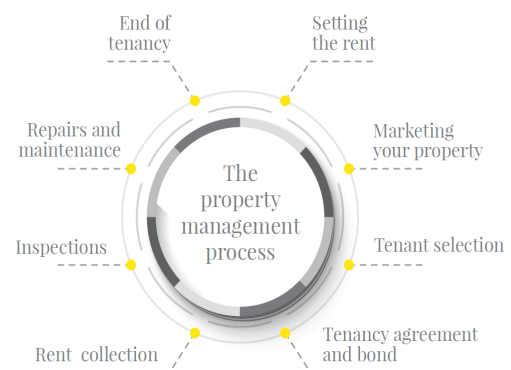 The
property
management
process
Setting
the rent
Marketing
your property
Tenant selection
Tenancy agreement
and bond
Rent collection
Inspections
Repairs and
maintenance
End of
tenancy